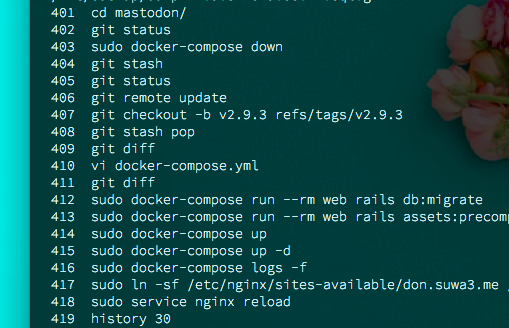 401 cd mastodon/
402 git status
403 sudo docker-compose down
404 git stash
405 git status
406 git remote update
407 git checkout -b v2.9.3 refs/tags/v2.9.3
408 git stash pop
409 git diff
410 vi docker-compose.yml
411 git diff
412 sudo docker-compose run --rm web rails db:migrate
413 sudo docker-compose run --rm web rails assets:precomp
414 sudo docker-compose up
415 sudo docker-compose up -d
416 sudo docker-compose logs -f
417 sudo ln -sf /etc/nginx/sites-available/don.suwa3.me
418 sudo service nginx reload
419 history 30